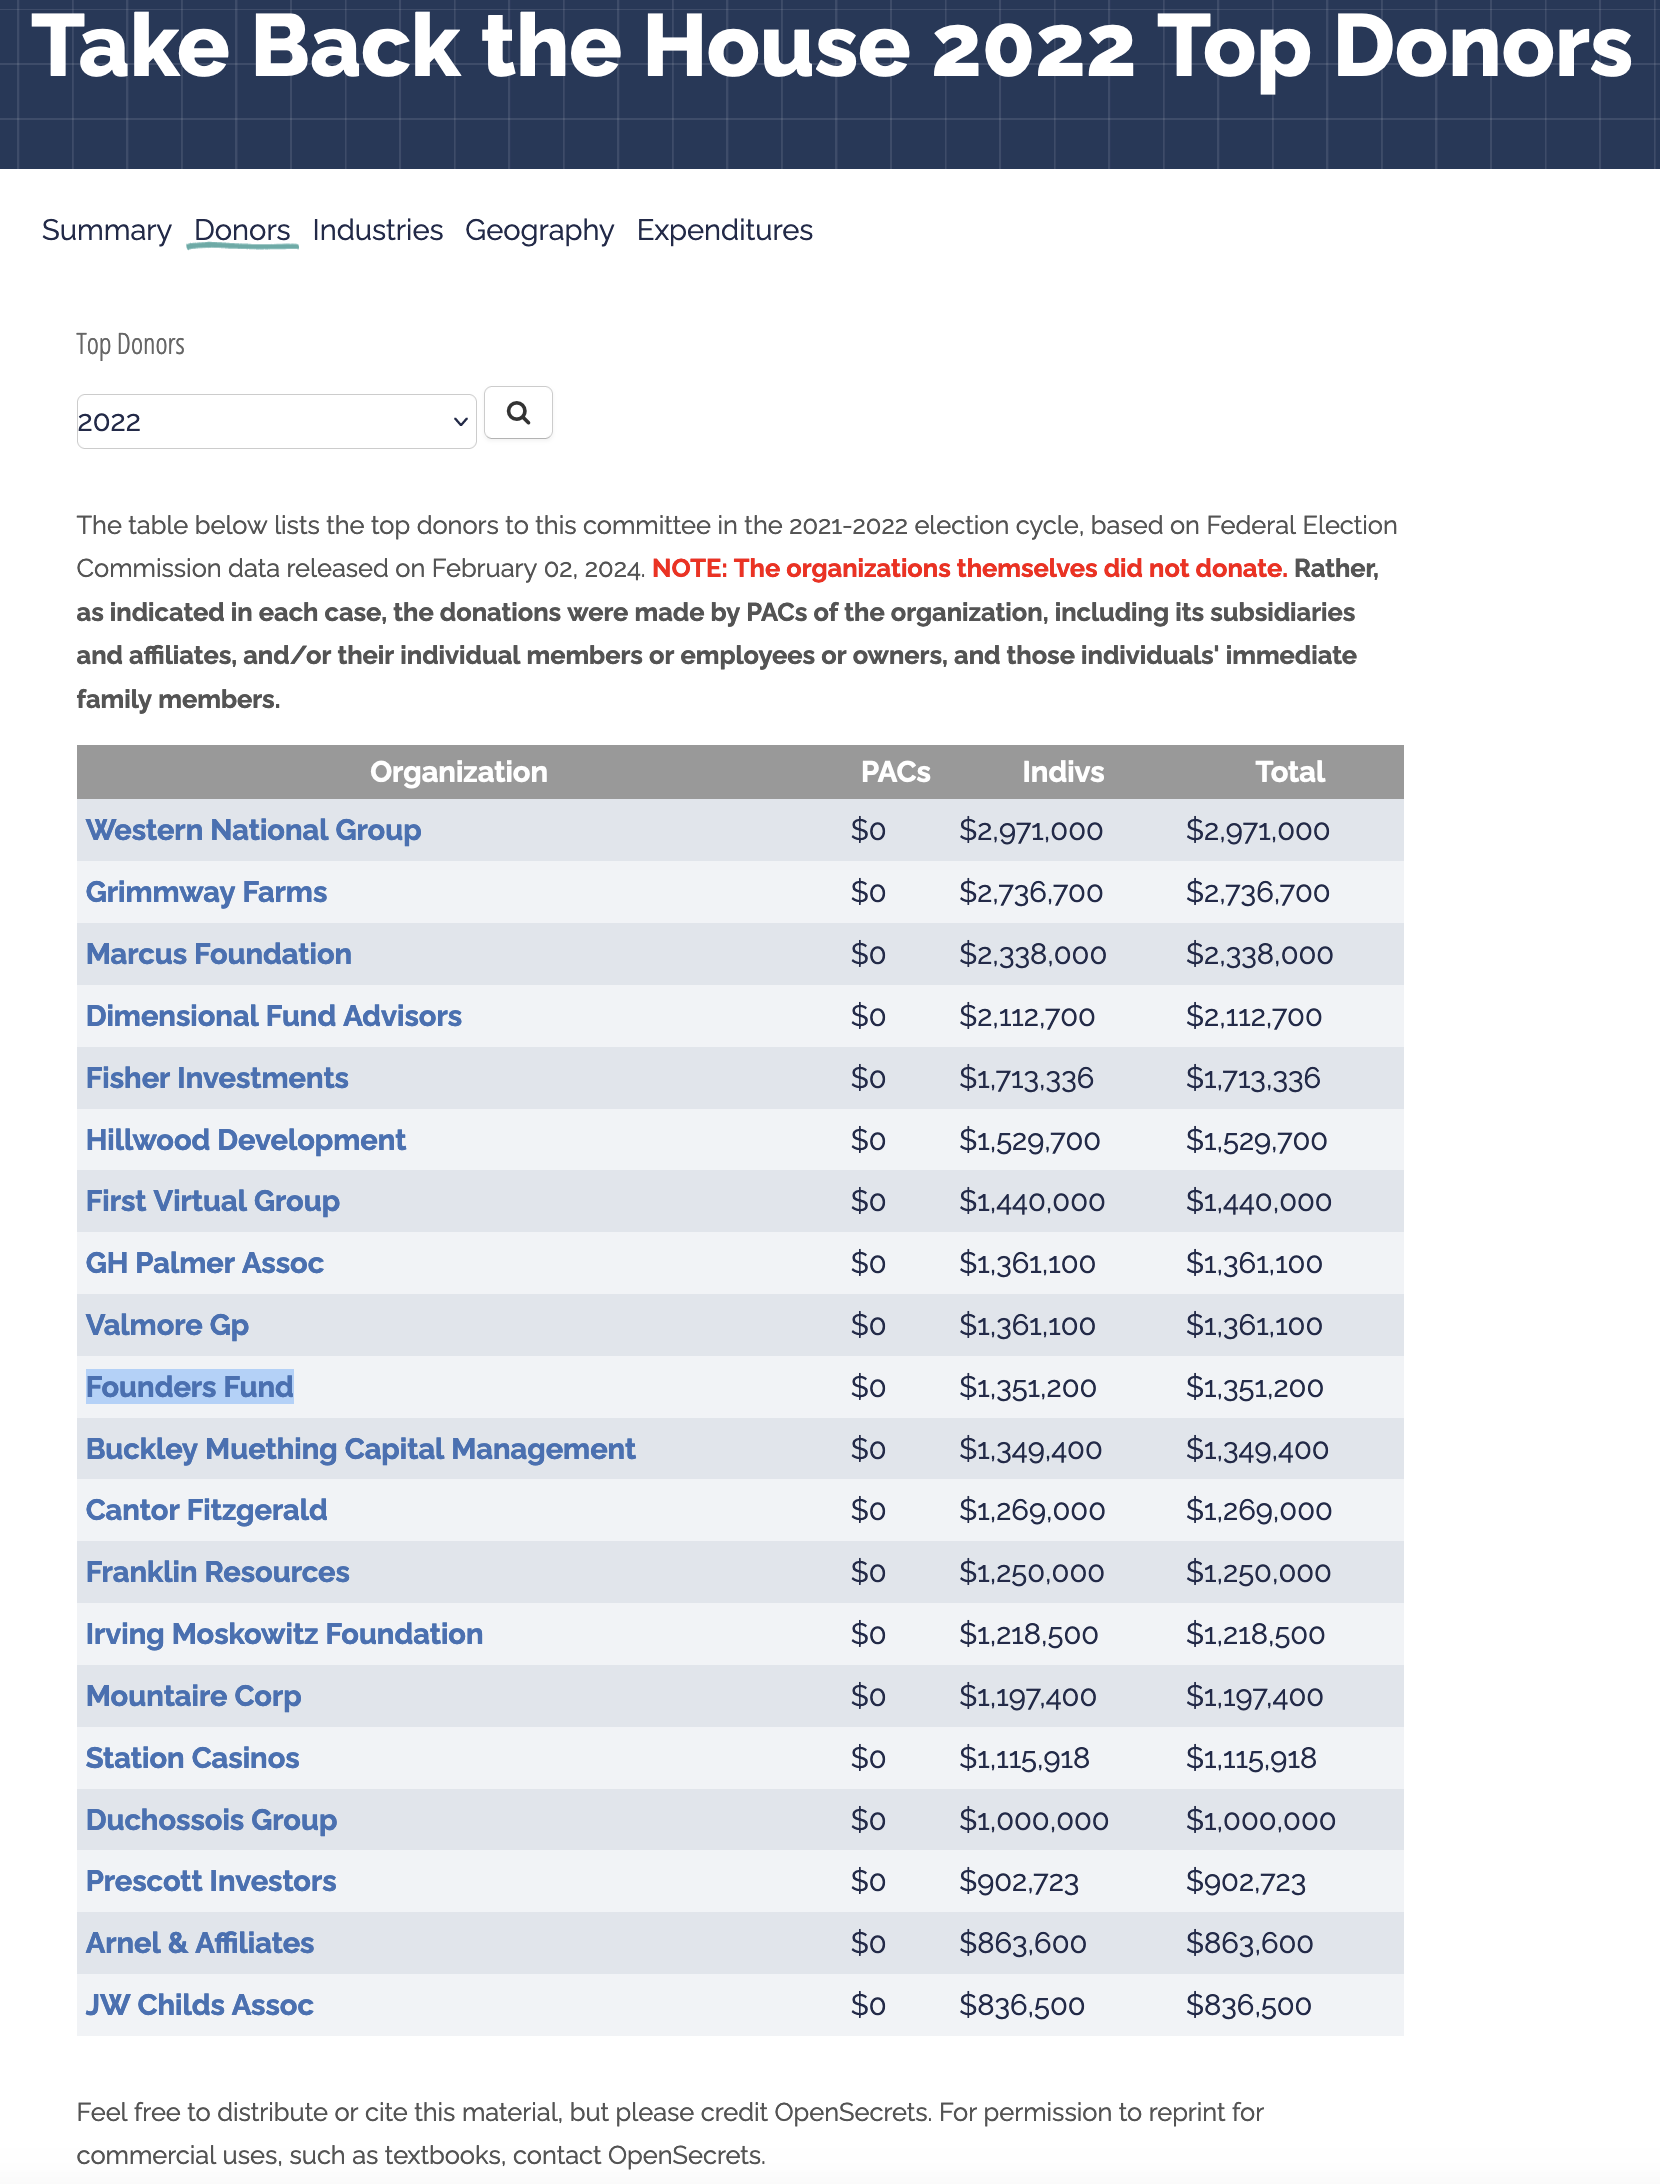 Take Back the House 2022 Top Donors
Summary Donors Industries Geography Expenditures
Top Donors
2022
The table below lists the top donors to this committee in the 2021-2022 election cycle, based on Federal Election
Commission data released on February 02, 2024. NOTE: The organizations themselves did not donate. Rather,
as indicated in each case, the donations were made by PACs of the organization, including its subsidiaries
and affiliates, and/or their individual members or employees or owners, and those individuals' immediate
family members.
Organization PACs Indivs Total
Western National Group $0 $2,971,000 $2,971,000
Grimmway Farms $0 $2,736,700 $2,736,700
Marcus Foundation $0 $2,338,000 $2,338,000
Dimensional Fund Advisors $0 $2,112,700 $2,112,700
Fisher Investments $0 $1,713,336 $1,713,336
Hillwood Development $0 $1,529,700 $1,529,700
First Virtual Group $0 $1,440,000 $1,440,000
GH Palmer Assoc $0 $1,361,100 $1,361,100
Valmore Gp $0 $1,361,100 $1,361,100
Founders Fund $0 $1,351,200 $1,351,200
Buckley Muething Capital Management $0 $1,349,400 $1,349,400
Cantor Fitzgerald $0 $1,269,000 $1,269,000
Franklin Resources $0 $1,250,000 $1,250,000
Irving Moskowitz Foundation $0 $1,218,500 $1,218,500
Mountaire Corp $0 $1,197,400 $1,197,400
Station Casinos $0 $1,115,918 $1,115,918
Duchossois Group $0 $1,000,000 $1,000,000
Prescott Investors $0 $902,723 $902,723
Arnel & Affiliates $0 $863,600 $863,600
JW Childs Assoc $0 $836,500 $836,500
Feel free to distribute or cite this material, but please credit OpenSecrets. For permission to reprint for
commercial uses, such as textbooks, contact OpenSecrets.